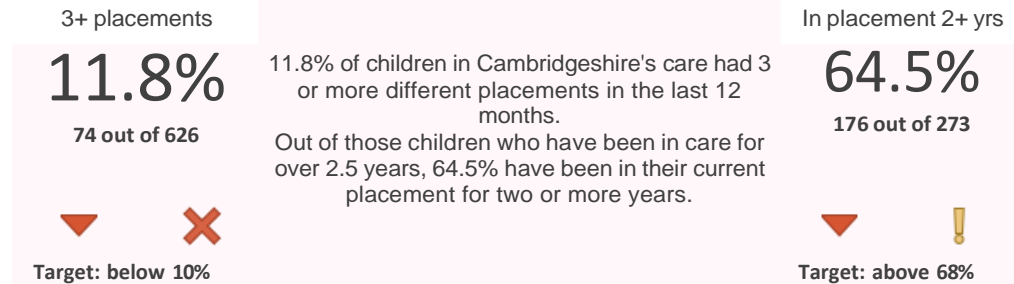 3+ placements
11.8%
74 out of 626
Target: below 10%
11.8% of children in Cambridgeshire's care had 3
or more different placements in the last 12
months.
Out of those children who have been in care for
over 2.5 years, 64.5% have been in their current
placement for two or more years.
In placement 2+ yrs
64.5%
176 out of 273
Target: above 68%